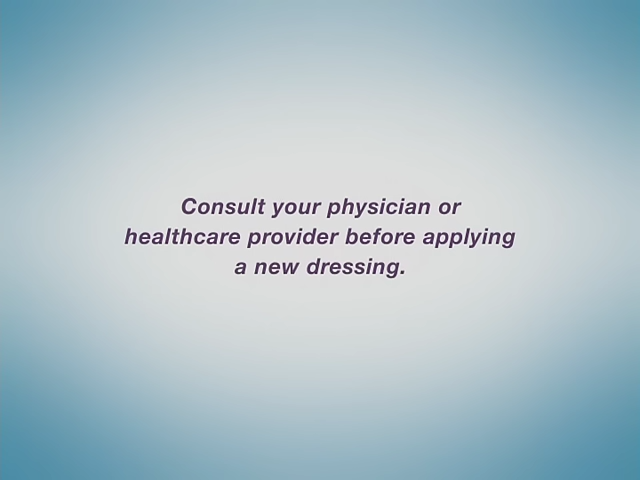 Consult your physician or
healthcare provider before applying
a new dressing.